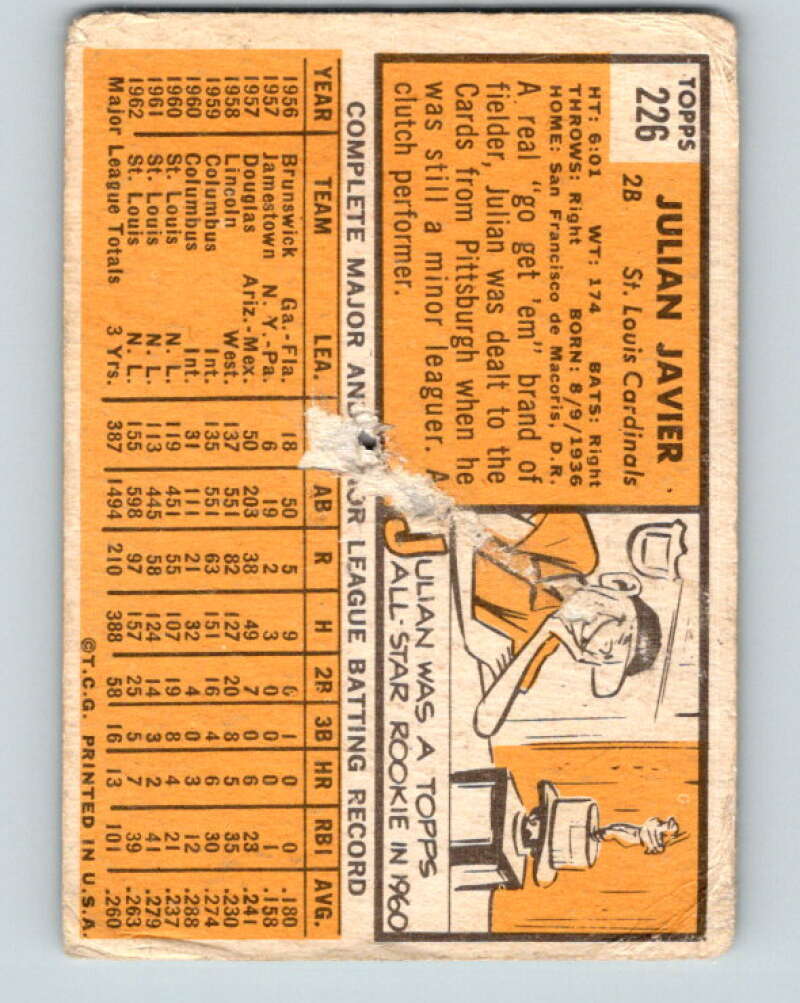 TOPPS
226
JULIAN JAVIER
2B St. Louis Cardinals
HT: 6:01 WT: 174 BATS: Right
THROWS: Right BORN: 8/9/1936
HOME: San Francisco de Macoris, D.R.
A real "go get 'em" brand of
fielder, Julian was dealt to the
Cards from Pittsburgh when he
was still a minor leaguer. A
clutch performer.
JULIAN WAS A TOPPS
ALL-STAR ROOKIE IN 1960
COMPLETE MAJOR AND LEAGUE BATTING RECORD
YEAR TEAM LEA. AB R H 2B 3B HR RBI AVG.
1956 Brunswick Ga.-Fla. 18 50 5 9 0 1 0 0 .180
1957 Jamestown N.Y.-Pa. 6 19 2 3 0 0 0 1 .158
1957 Douglas Ariz.-Mex. 50 203 38 49 7 0 6 23 .241
1958 Lincoln West. 137 551 82 127 20 8 5 35 .230
1959 Columbus Int. 135 551 63 151 16 4 6 30 .274
1960 Columbus Int. 31 111 21 32 4 0 3 12 .288
1960 St. Louis N.L. 119 451 55 107 19 8 4 21 .237
1961 St. Louis N.L. 113 445 58 124 14 3 2 41 .279
1962 St. Louis N.L. 155 598 97 157 25 5 7 39 .263
Major League Totals 3 Yrs. 387 1494 210 388 58 16 13 101 .260
©T.C.G. PRINTED IN U.S.A.